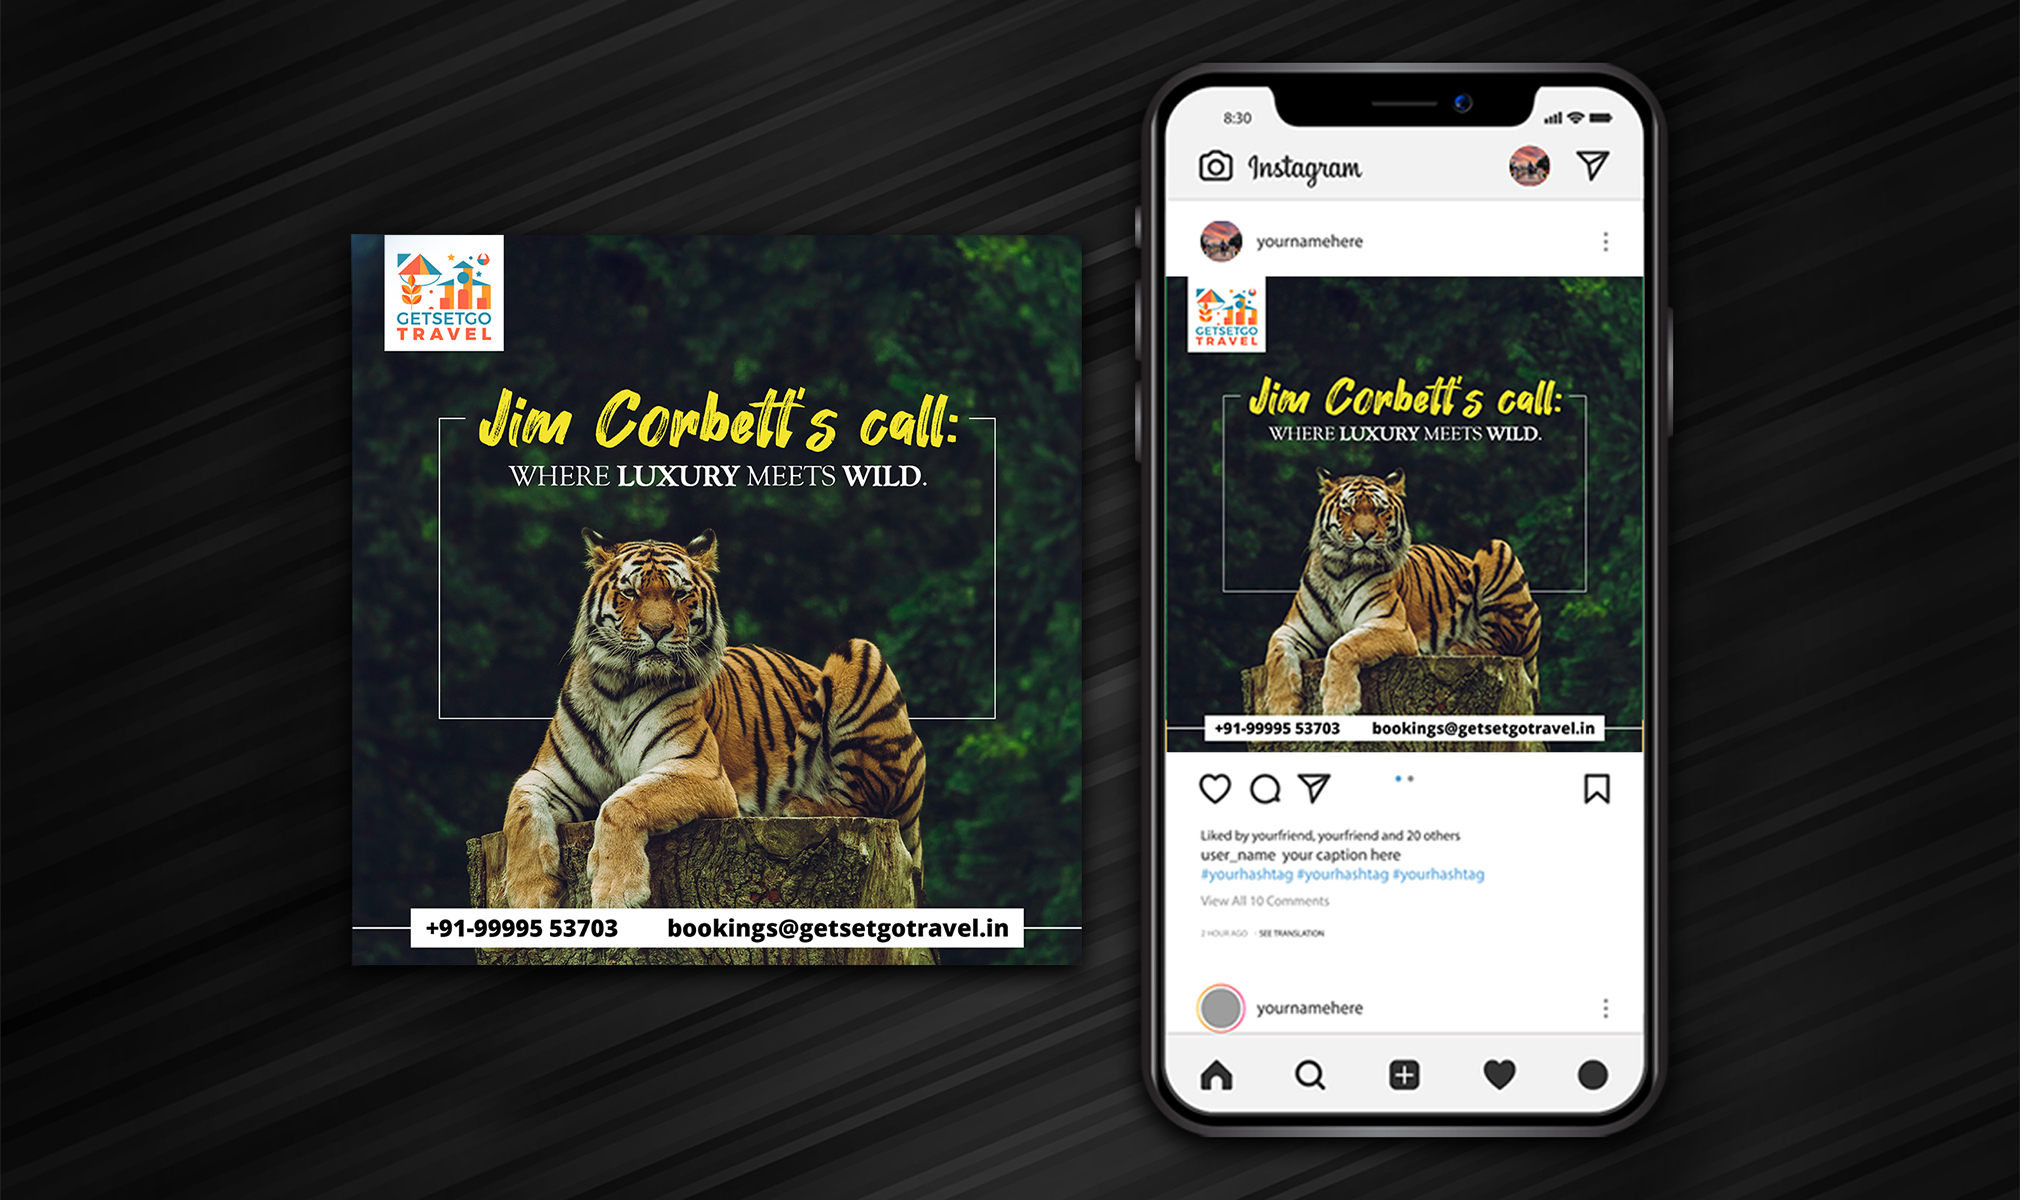 GETSETGO
TRAVEL
Jim Corbett's call:
WHERE LUXURY MEETS WILD.
+91-99995 53703 bookings@getsetgotravel.in
8:30
Instagram
yournamehere
GETSETGO
TRAVEL
Jim Corbett's call:
WHERE LUXURY MEETS WILD.
+91-99995 53703 bookings@getsetgotravel.in
Liked by yourfriend, yourfriend and 20 others
user_name your caption here
#yourhashtag #yourhashtag #yourhashtag
View All 10 Comments
2 HOUR AGO · SEE TRANSLATION
yournamehere